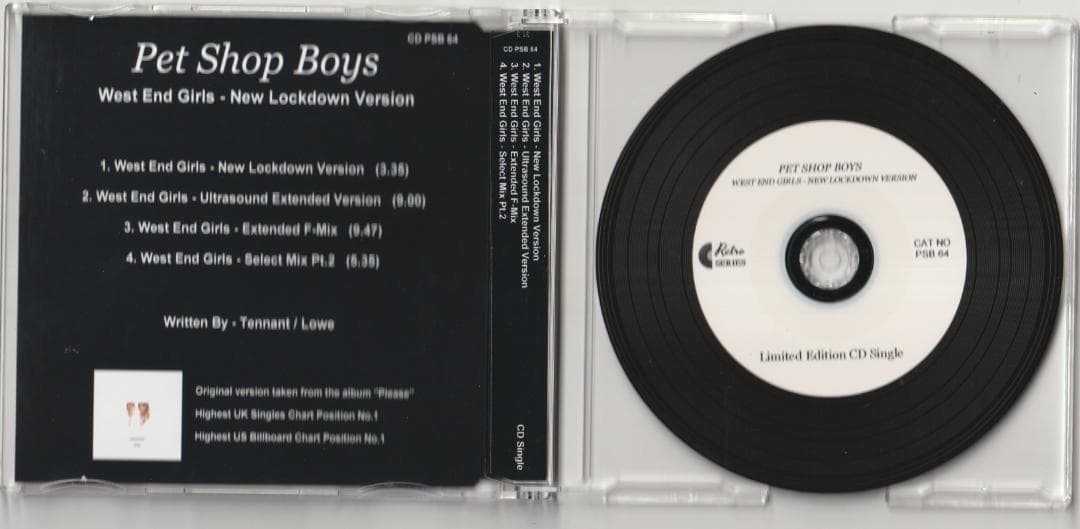 CD PSB 64
Pet Shop Boys
West End Girls - New Lockdown Version
1. West End Girls - New Lockdown Version (3.35)
2. West End Girls - Ultrasound Extended Version (9.00)
3. West End Girls - Extended F-Mix (9.47)
4. West End Girls - Select Mix Pt.2 (5.35)
Written By - Tennant / Lowe
Original version taken from the album "Please"
Highest UK Singles Chart Position No.1
Highest US Billboard Chart Position No.1
CD PSB 64
1. West End Girls - New Lockdown Version
2. West End Girls - Ultrasound Extended Version
3. West End Girls - Extended F-Mix
4. West End Girls - Select Mix Pt.2
CD Single
PET SHOP BOYS
WEST END GIRLS - NEW LOCKDOWN VERSION
Retro
SERIES
CAT NO
PSB 64
Limited Edition CD Single